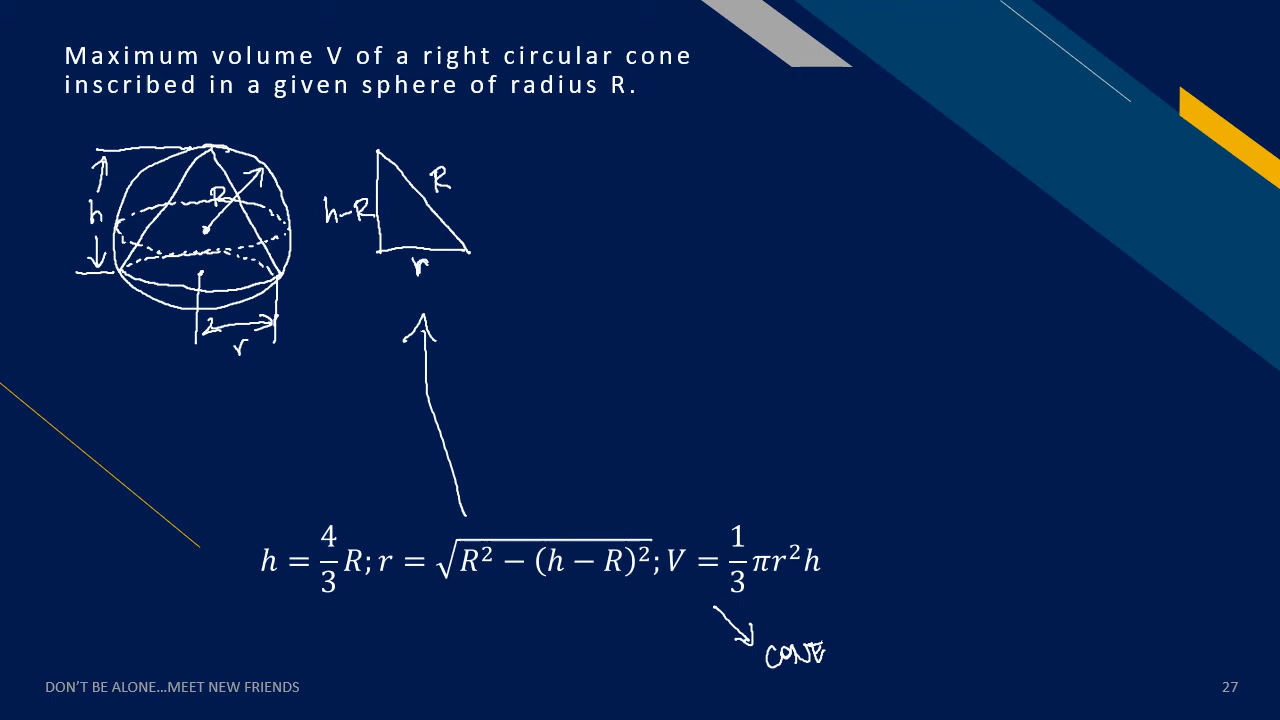 Maximum volume V of a right circular cone
inscribed in a given sphere of radius R.
h
R
r
h-R
R
r
h = 4/3 R; r = √(R² − (h − R)²); V = 1/3 πr²h
CONE
DON'T BE ALONE...MEET NEW FRIENDS
27